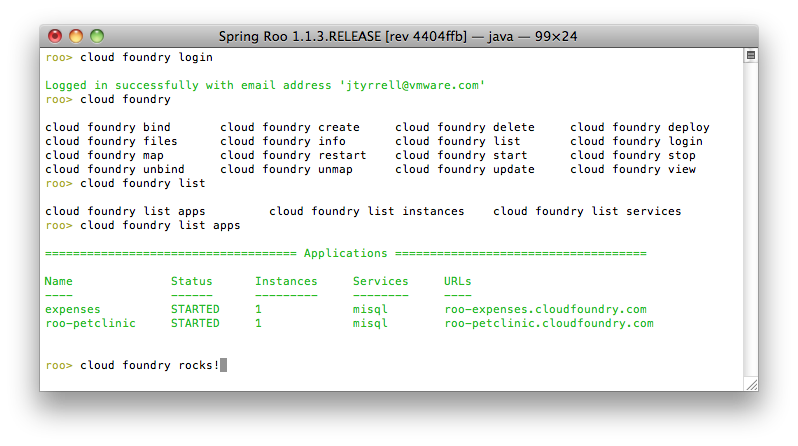 Spring Roo 1.1.3.RELEASE [rev 4404ffb] — java — 99×24
roo> cloud foundry login
Logged in successfully with email address 'jtyrrell@vmware.com'
roo> cloud foundry
cloud foundry bind cloud foundry create cloud foundry delete cloud foundry deploy
cloud foundry files cloud foundry info cloud foundry list cloud foundry login
cloud foundry map cloud foundry restart cloud foundry start cloud foundry stop
cloud foundry unbind cloud foundry unmap cloud foundry update cloud foundry view
roo> cloud foundry list
cloud foundry list apps cloud foundry list instances cloud foundry list services
roo> cloud foundry list apps
==================================== Applications ====================================
Name Status Instances Services URLs
---- ------ --------- -------- ----
expenses STARTED 1 misql roo-expenses.cloudfoundry.com
roo-petclinic STARTED 1 misql roo-petclinic.cloudfoundry.com
roo> cloud foundry rocks!